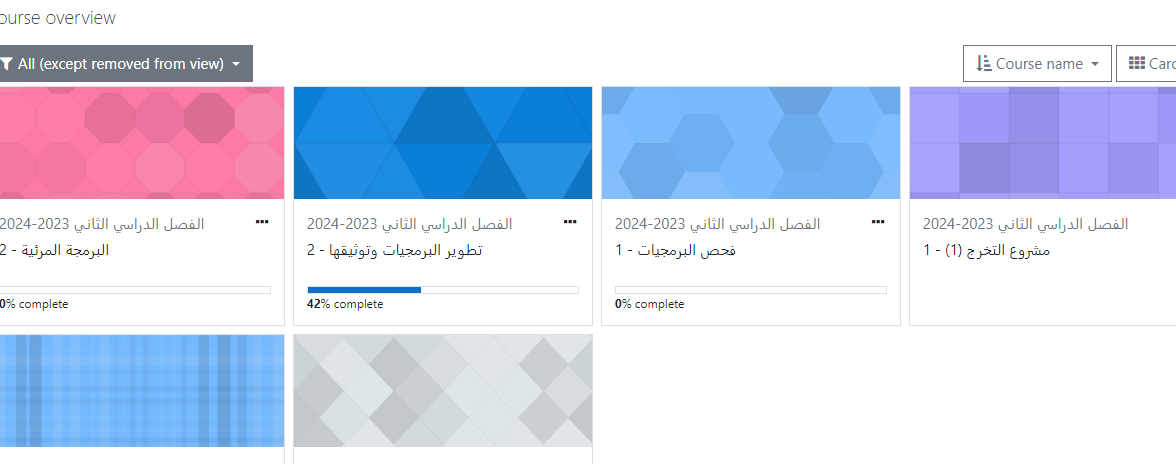 ourse overview
All (except removed from view)
Course name
Card
الفصل الدراسي الثاني 2023-2024
البرمجة المرئية - 2
0% complete
الفصل الدراسي الثاني 2023-2024
تطوير البرمجيات وتوثيقها - 2
42% complete
الفصل الدراسي الثاني 2023-2024
فحص البرمجيات - 1
0% complete
الفصل الدراسي الثاني 2023-2024
مشروع التخرج (1) - 1